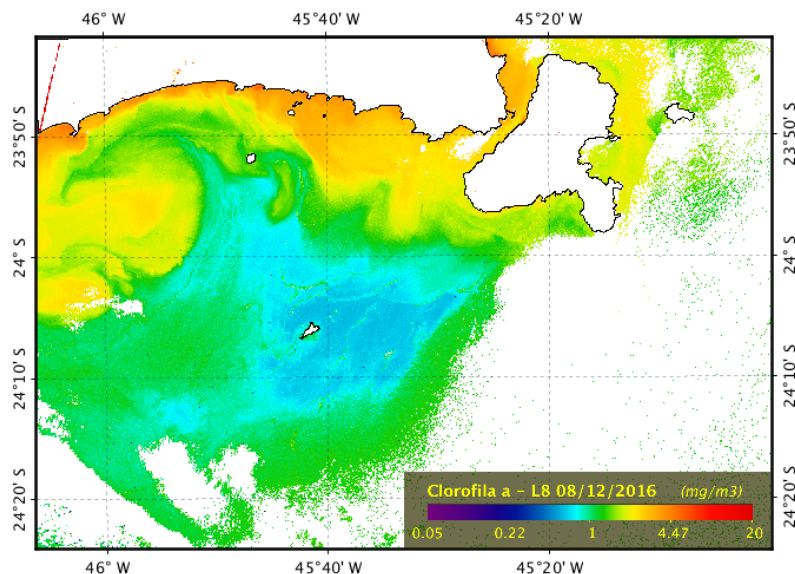 46° W 45°40' W 45°20' W
23°50' S 23°50' S
24° S 24° S
24°10' S 24°10' S
24°20' S 24°20' S
Clorofila a - L8 08/12/2016 (mg/m3)
0.05 0.22 1 4.47 20
46° W 45°40' W 45°20' W